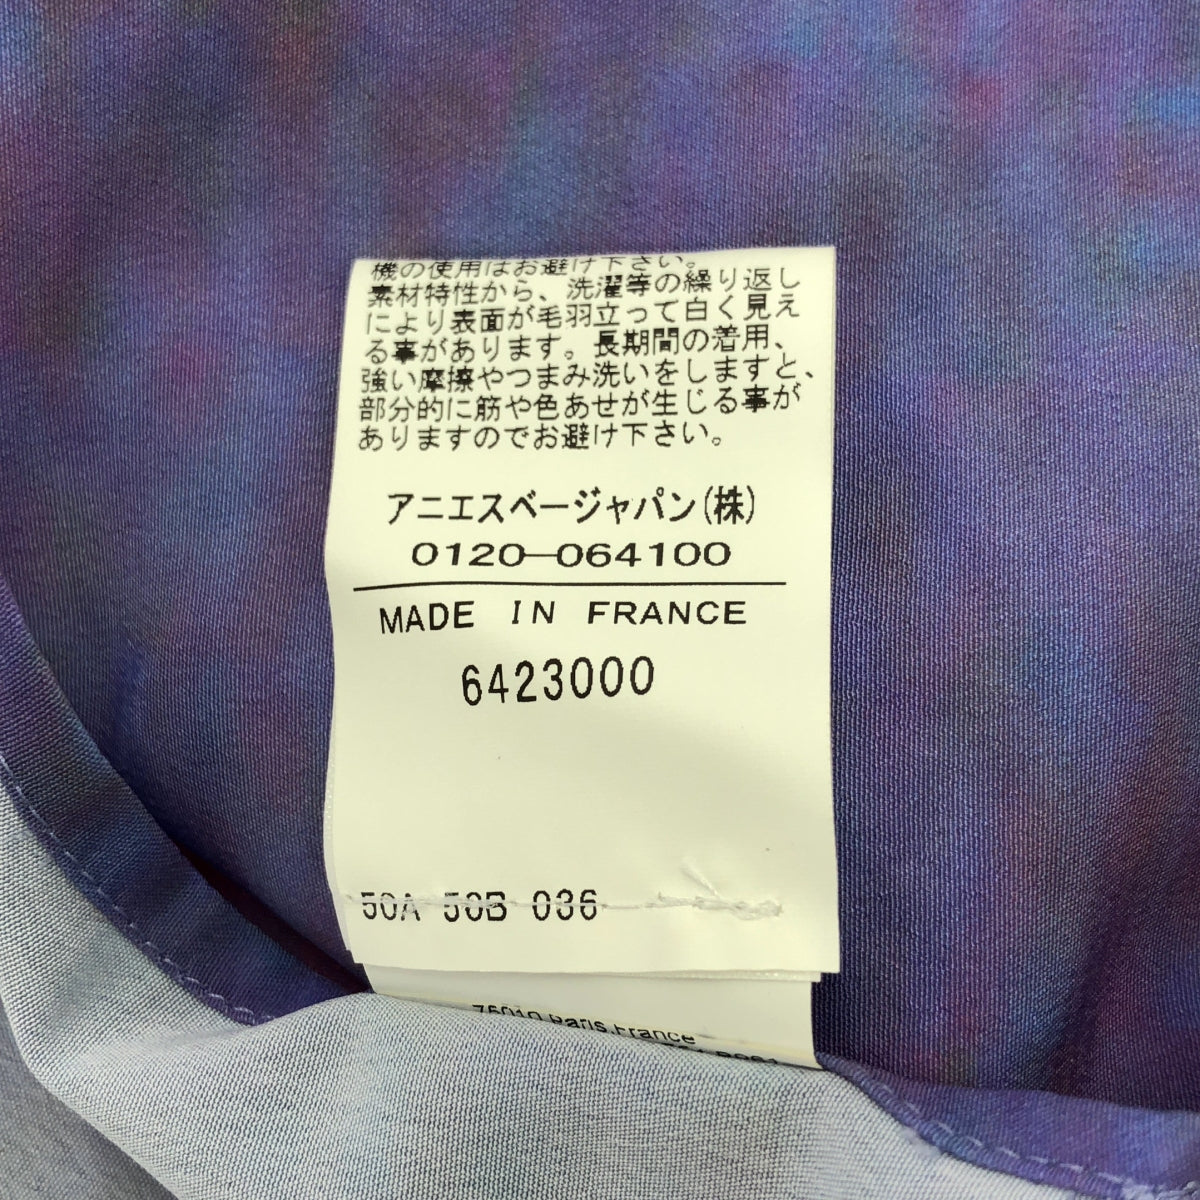 機の使用はお避け下さい。
素材特性から、洗濯等の繰り返し
により表面が毛羽立って白く見え
る事があります。長期間の着用、
強い摩擦やつまみ洗いをしますと、
部分的に筋や色あせが生じる事が
ありますのでお避け下さい。
アニエスベージャパン(株)
0120-064100
MADE IN FRANCE
6423000
50A 50B 036
75010 Paris,France